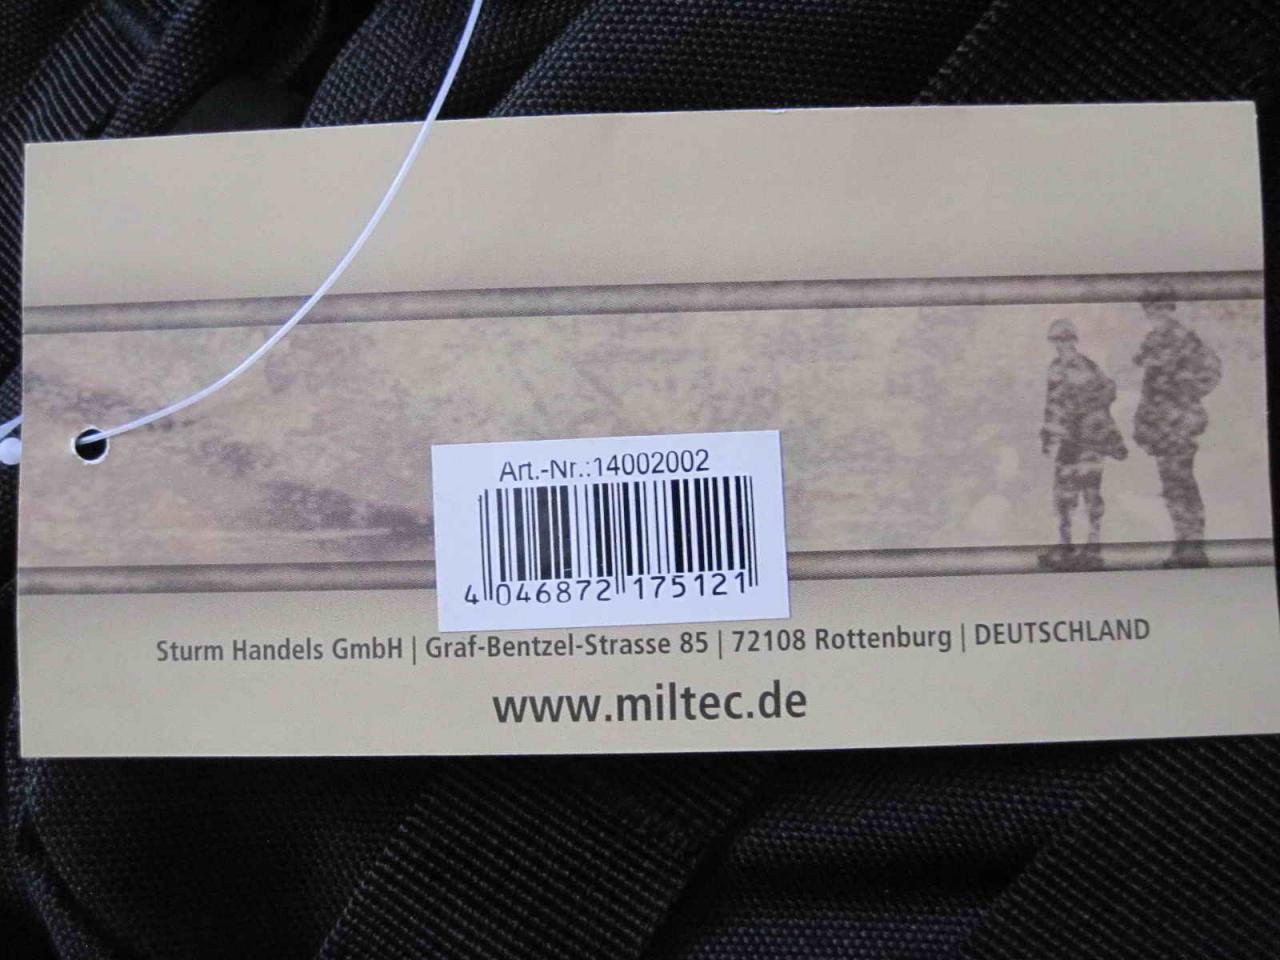 Art.-Nr.:14002002
4 046872 175121
Sturm Handels GmbH | Graf-Bentzel-Strasse 85 | 72108 Rottenburg | DEUTSCHLAND
www.miltec.de